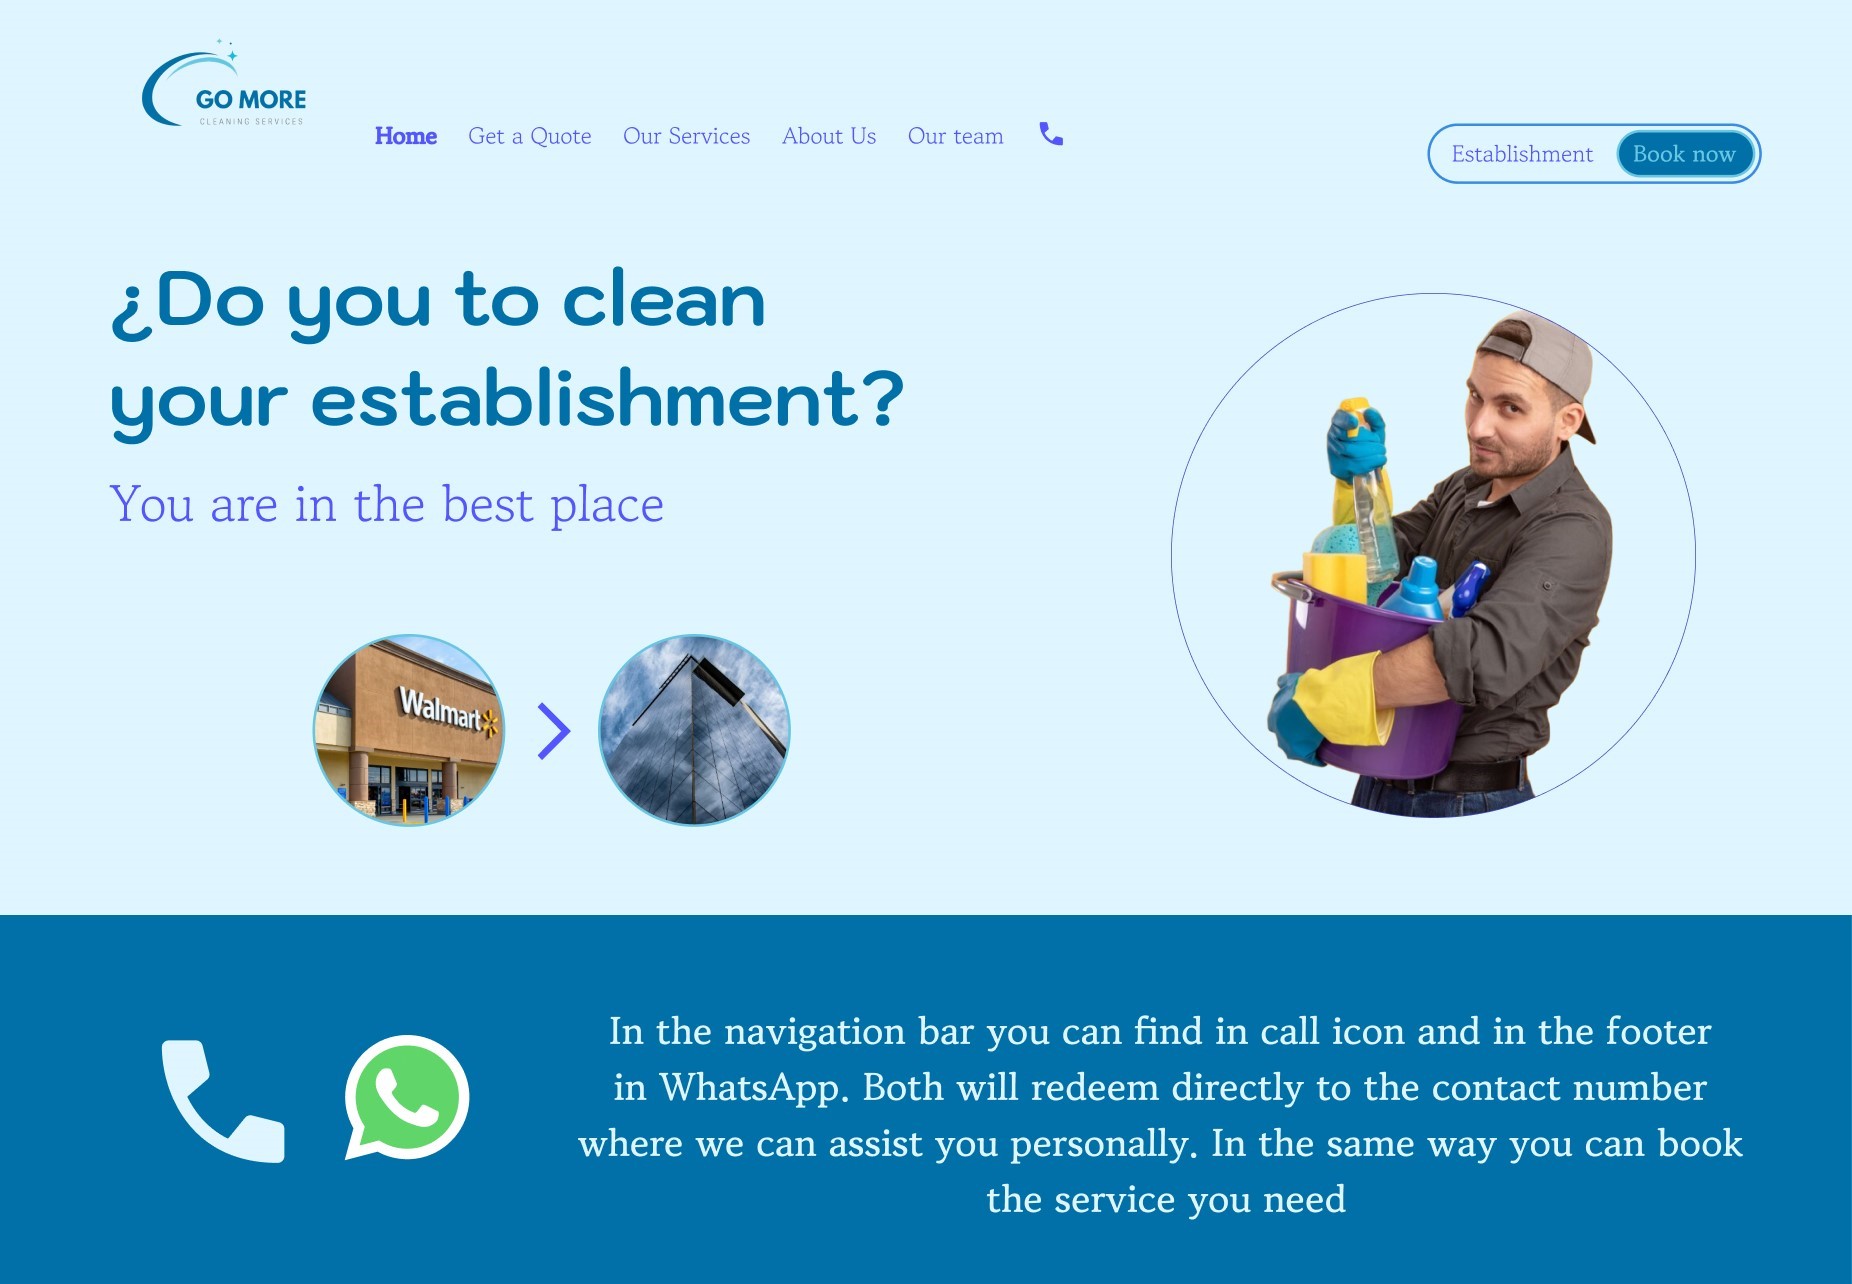 GO MORE
CLEANING SERVICES
Home Get a Quote Our Services About Us Our team
Establishment Book now
¿Do you to clean
your establishment?
You are in the best place
Walmart
In the navigation bar you can find in call icon and in the footer
in WhatsApp. Both will redeem directly to the contact number
where we can assist you personally. In the same way you can book
the service you need